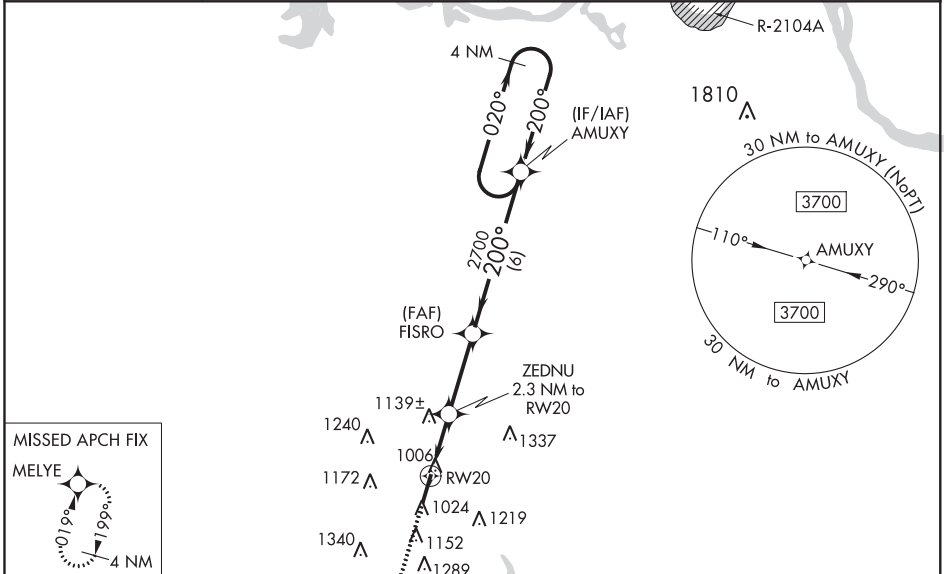 R-2104A
4 NM
1810
020°
200°
(IF/IAF)
AMUXY
30 NM to AMUXY (NoPT)
3700
110°
AMUXY
290°
3700
30 NM to AMUXY
2700
200°
(6)
(FAF)
FISRO
ZEDNU
2.3 NM to
RW20
1139±
1240
1337
1006
1172
RW20
1024
1219
1340
1152
1289
MISSED APCH FIX
MELYE
019°
199°
4 NM